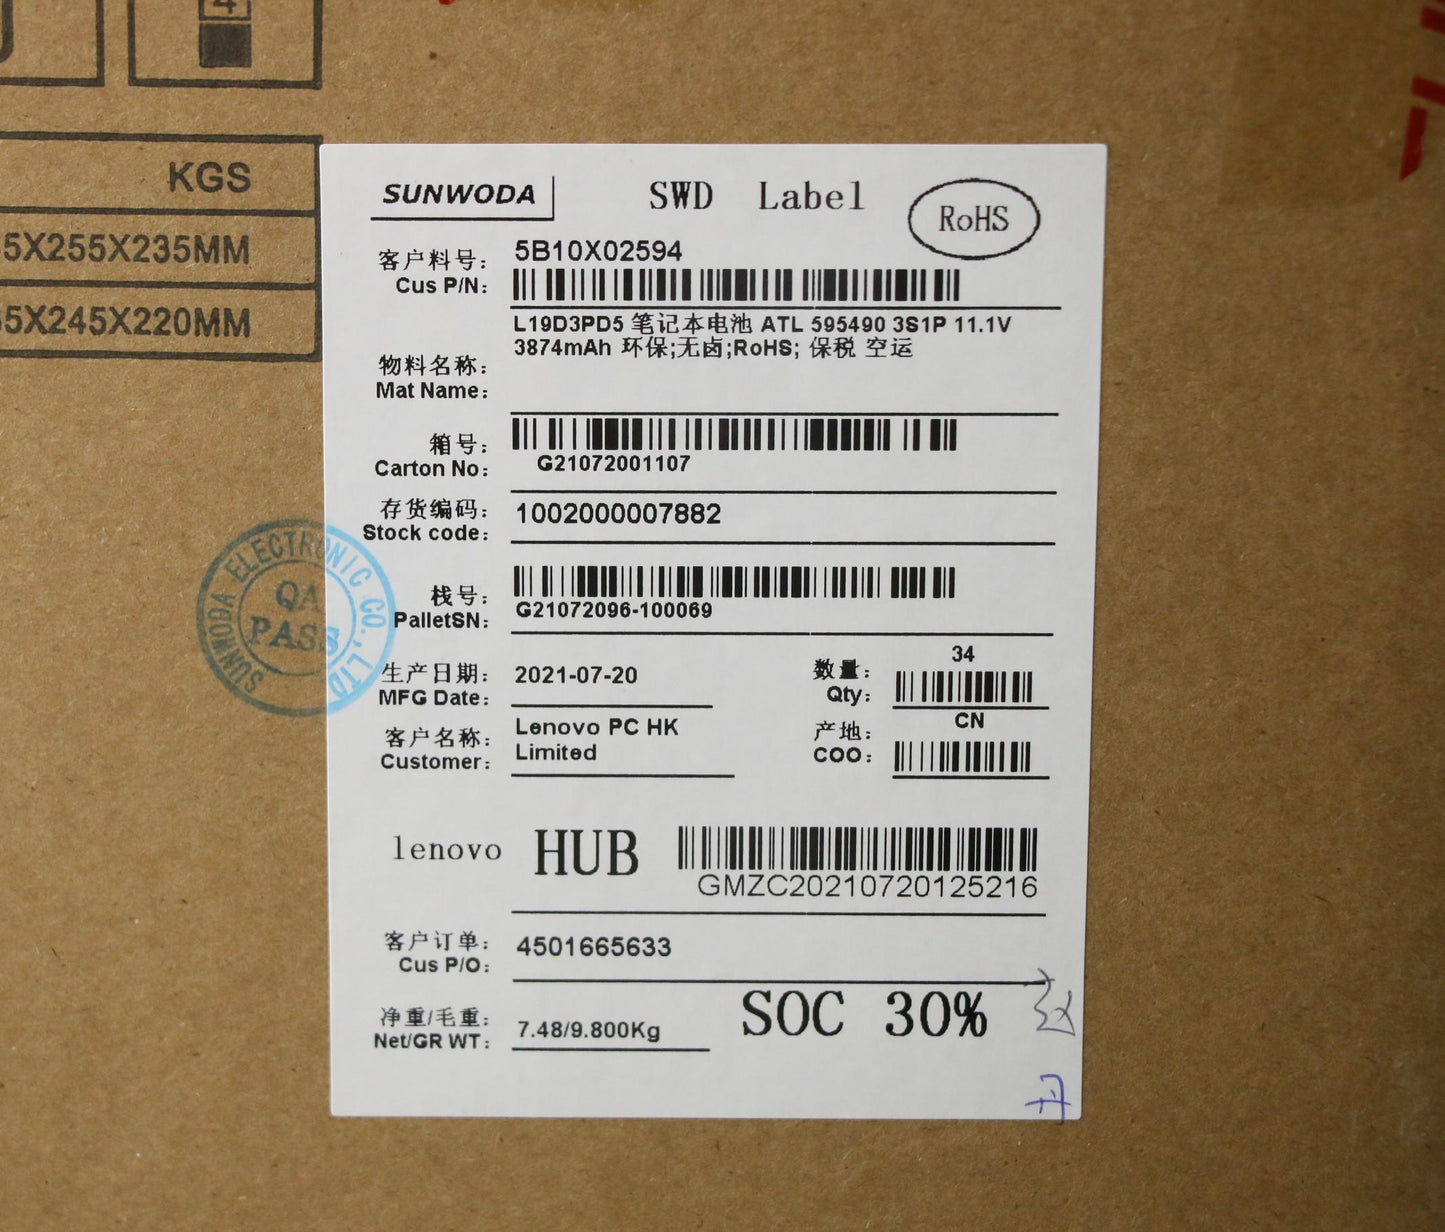 4
KGS
5X255X235MM
5X245X220MM
SUNWODA
SWD Label
RoHS
客户料号: 5B10X02594
Cus P/N:
L19D3PD5 笔记本电池 ATL 595490 3S1P 11.1V
3874mAh 环保;无卤;RoHS; 保税 空运
物料名称:
Mat Name:
箱号:
Carton No: G21072001107
存货编码: 1002000007882
Stock code:
栈号:
PalletSN: G21072096-100069
生产日期: 2021-07-20
MFG Date:
数量: 34
Qty:
客户名称: Lenovo PC HK
Customer: Limited
产地: CN
COO:
lenovo HUB
GMZC20210720125216
客户订单: 4501665633
Cus P/O:
净重/毛重: 7.48/9.800Kg
Net/GR WT:
SOC 30%
SUNWODA ELECTRONIC CO.,LTD
QA
PASS